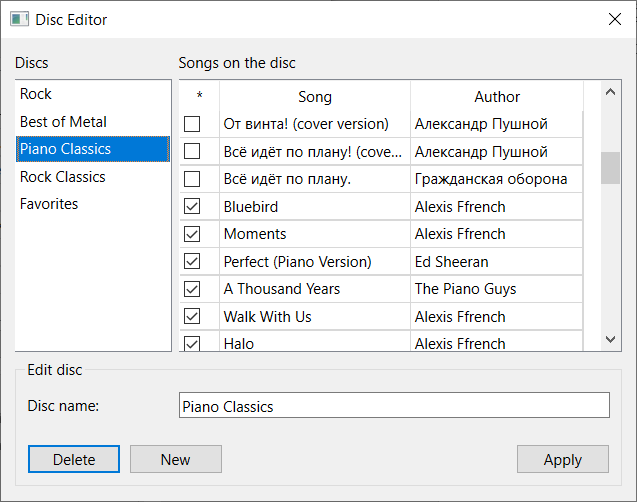 Disc Editor
Discs
Songs on the disc
Rock
Best of Metal
Piano Classics
Rock Classics
Favorites
* Song Author
От винта! (cover version) Александр Пушной
Всё идёт по плану! (cove... Александр Пушной
Всё идёт по плану. Гражданская оборона
Bluebird Alexis Ffrench
Moments Alexis Ffrench
Perfect (Piano Version) Ed Sheeran
A Thousand Years The Piano Guys
Walk With Us Alexis Ffrench
Halo Alexis Ffrench
Edit disc
Disc name: Piano Classics
Delete New Apply